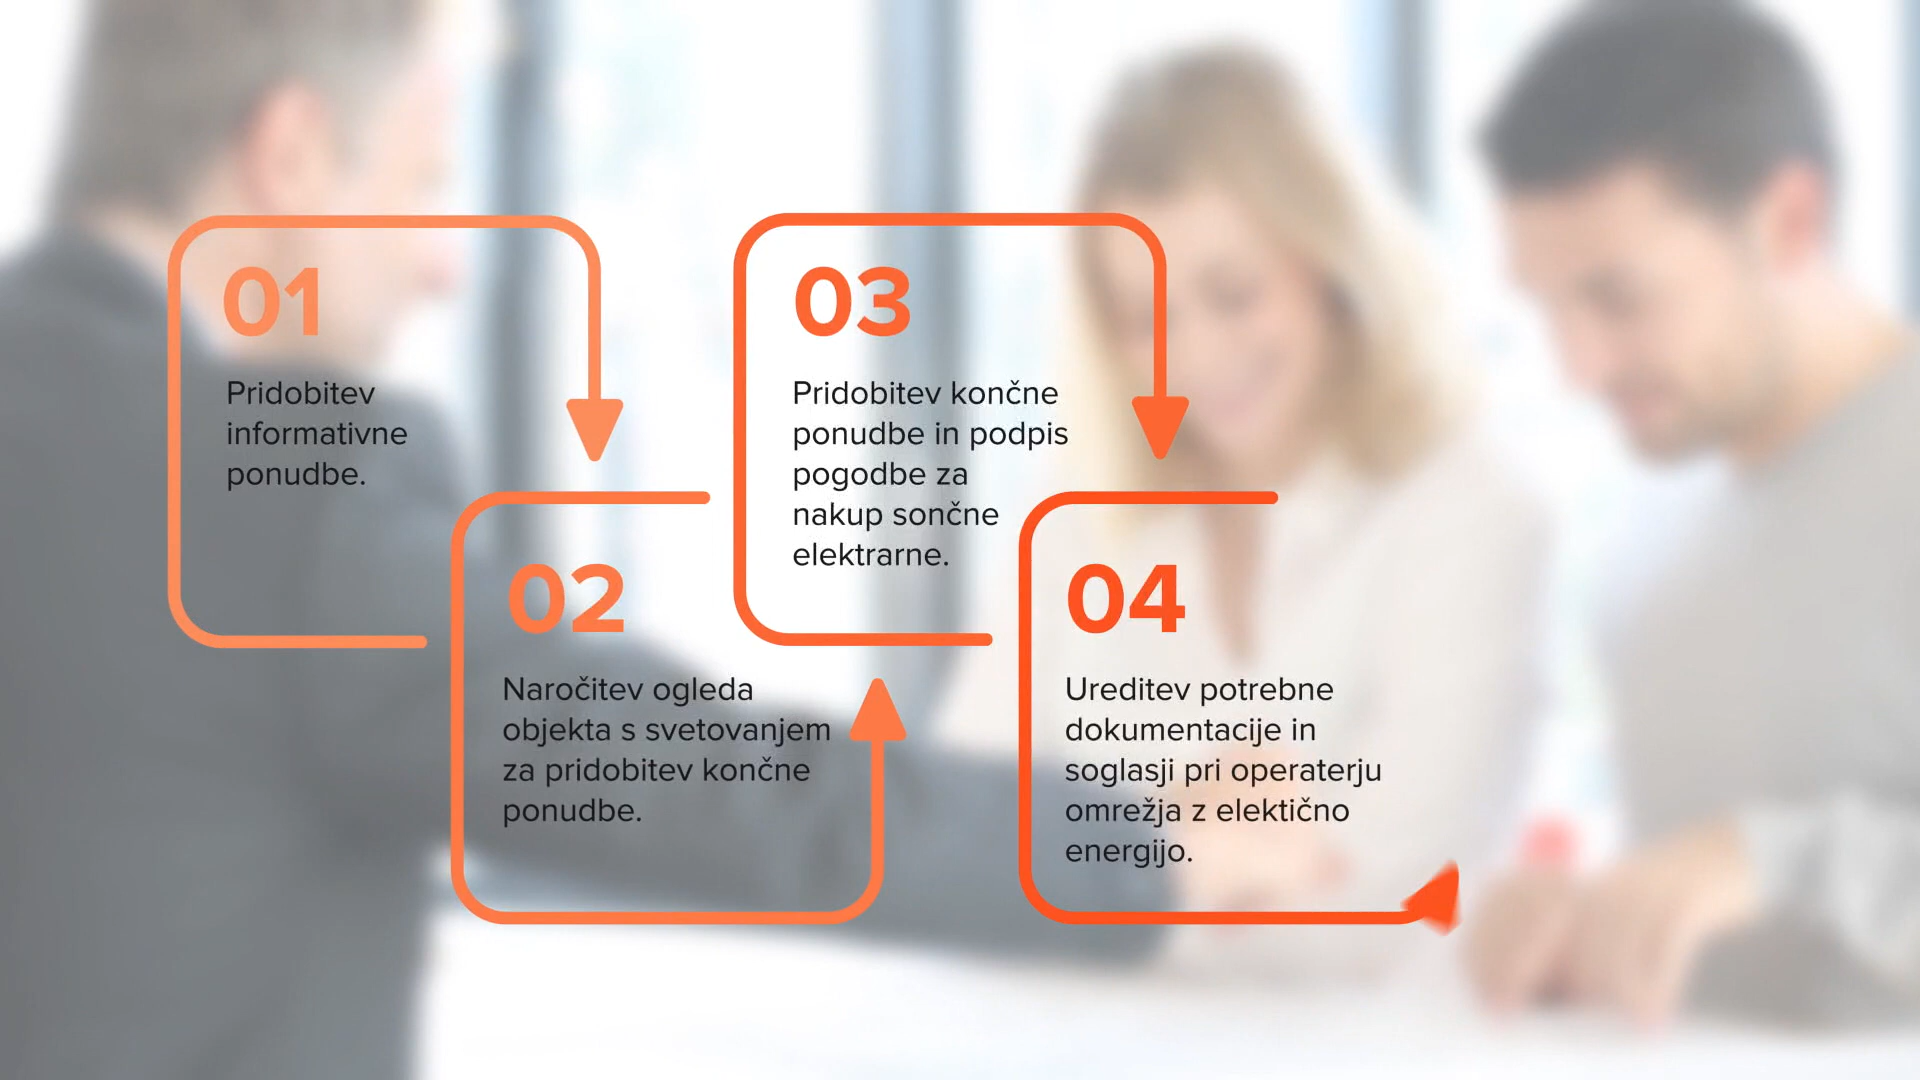 01
Pridobitev
informativne
ponudbe.
02
Naročitev ogleda
objekta s svetovanjem
za pridobitev končne
ponudbe.
03
Pridobitev končne
ponudbe in podpis
pogodbe za
nakup sončne
elektrarne.
04
Ureditev potrebne
dokumentacije in
soglasji pri operaterju
omrežja z elektično
energijo.